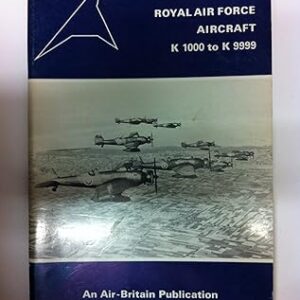 ROYAL AIR FORCE
AIRCRAFT
K 1000 to K 9999
An Air-Britain Publication